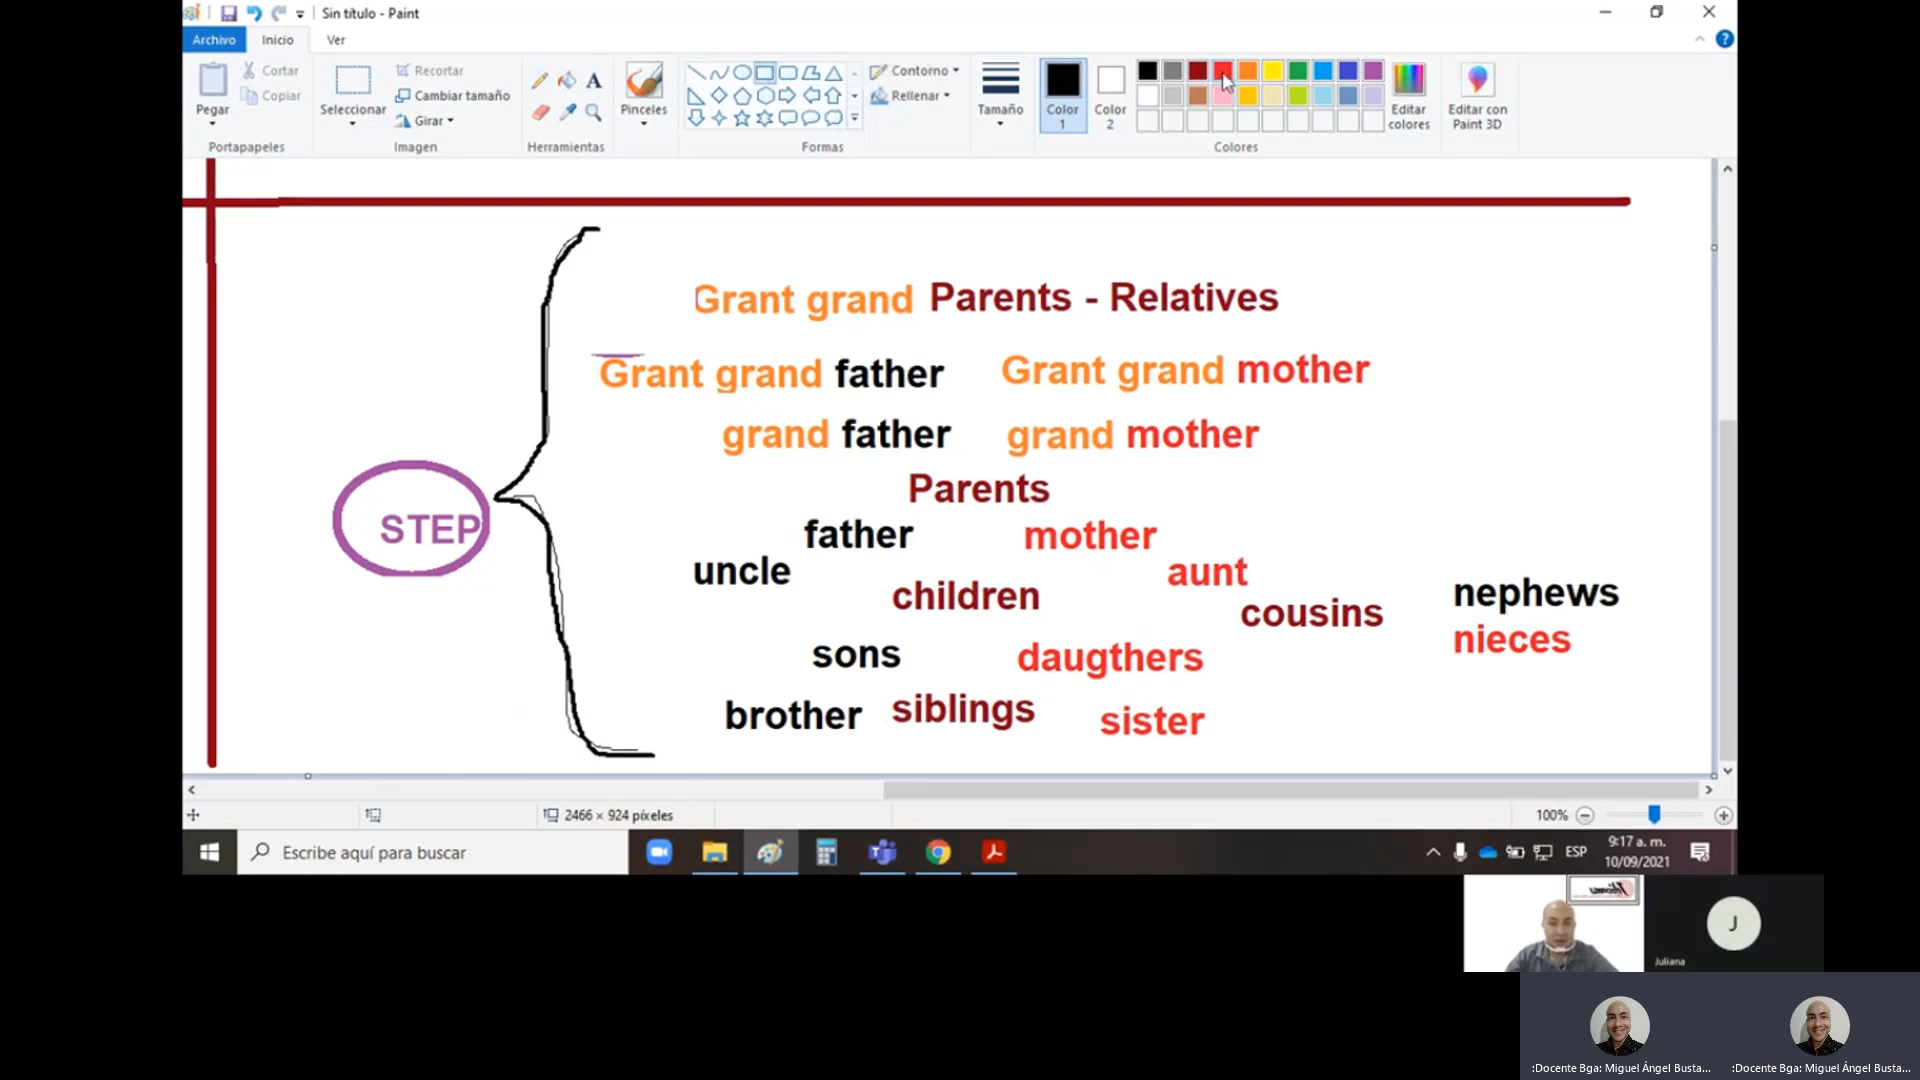 Sin título - Paint
Archivo Inicio Ver
Pegar
Cortar
Copiar
Portapapeles
Seleccionar
Recortar
Cambiar tamaño
Girar
Imagen
A
Herramientas
Pinceles
Contorno
Rellenar
Formas
Tamaño
Color 1
Color 2
Editar colores
Colores
Editar con Paint 3D
Grant grand Parents - Relatives
Grant grand father Grant grand mother
grand father grand mother
Parents
father mother
uncle aunt
children cousins nephews
nieces
sons daugthers
brother siblings sister
STEP
2466 × 924 píxeles 100%
Escribe aquí para buscar
ESP
9:17 a. m.
10/09/2021
J
Juliana
:Docente Bga: Miguel Ángel Busta... :Docente Bga: Miguel Ángel Busta...